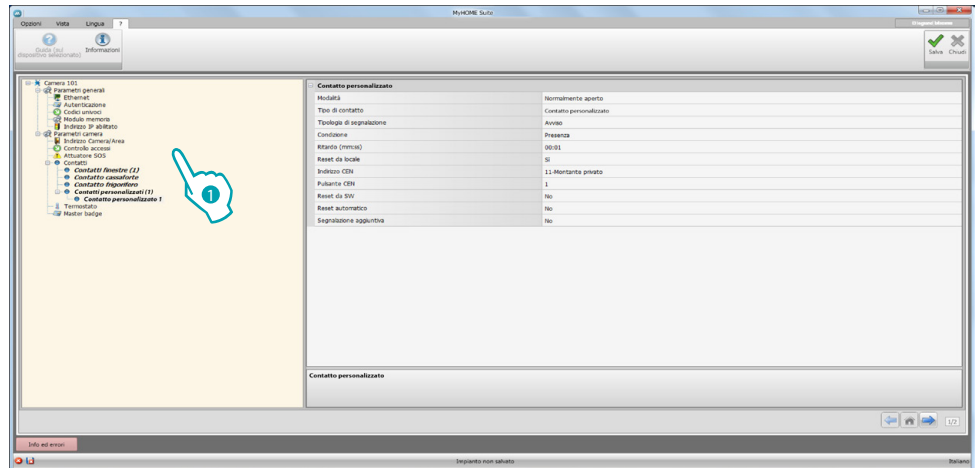 MyHOME Suite
Opzioni Vista Lingua ?
Guida (sul dispositivo selezionato)
Informazioni
Salva Chiudi
Camera 101
Parametri generali
Ethernet
Autenticazione
Codici univoci
Modulo memoria
Indirizzo IP abilitato
Parametri camera
Indirizzo Camera/Area
Controllo accessi
Attuatore SOS
Contatti
Contatti finestre (1)
Contatto cassaforte
Contatto frigorifero
Contatti personalizzati (1)
Contatto personalizzato 1
Termostato
Master badge
1
Contatto personalizzato
Modalità Normalmente aperto
Tipo di contatto Contatto personalizzato
Tipologia di segnalazione Avviso
Condizione Presenza
Ritardo (mm:ss) 00:01
Reset da locale Sì
Indirizzo CEN 11-Montante privato
Pulsante CEN 1
Reset da SW No
Reset automatico No
Segnalazione aggiuntiva No
Contatto personalizzato
1/2
Info ed errori
Impianto non salvato
Italiano